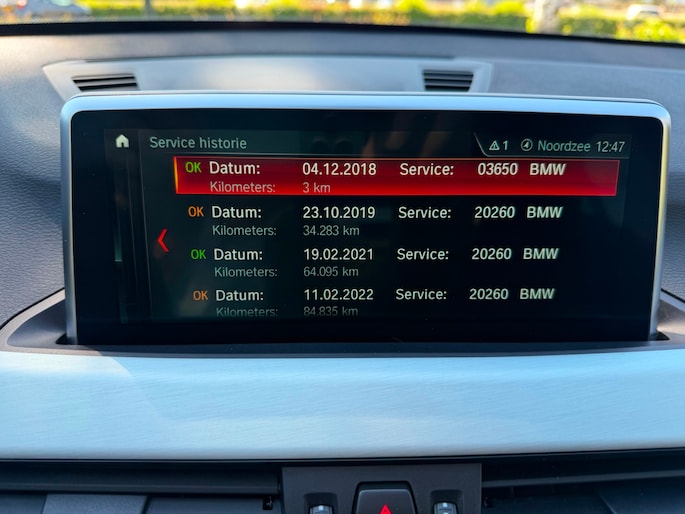 Service historie 1 Noordzee 12:47
OK Datum: 04.12.2018 Service: 03650 BMW
Kilometers: 3 km
OK Datum: 23.10.2019 Service: 20260 BMW
Kilometers: 34.283 km
OK Datum: 19.02.2021 Service: 20260 BMW
Kilometers: 64.095 km
OK Datum: 11.02.2022 Service: 20260 BMW
Kilometers: 84.835 km